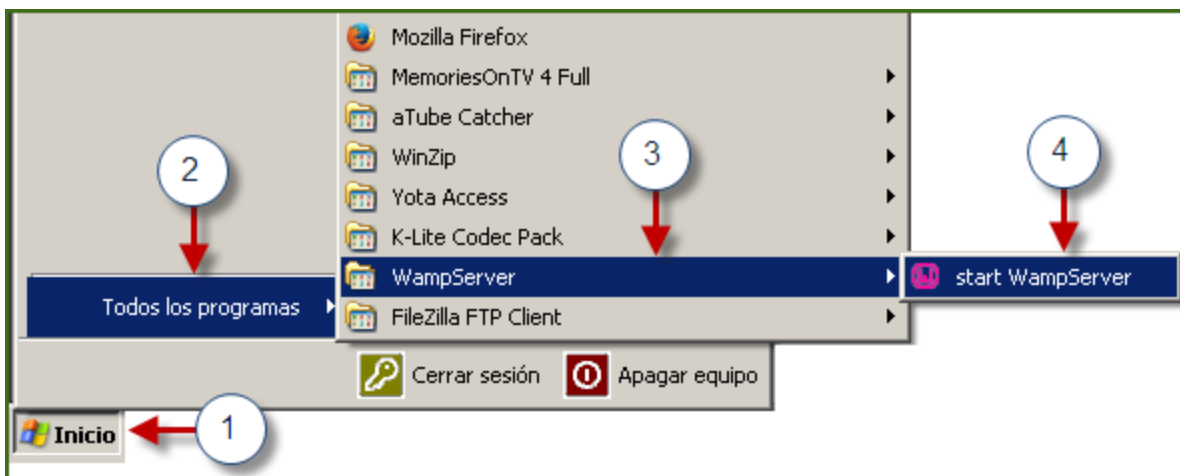 Mozilla Firefox
MemoriesOnTV 4 Full
aTube Catcher
WinZip
Yota Access
K-Lite Codec Pack
WampServer
FileZilla FTP Client
2
3
4
Todos los programas
start WampServer
Cerrar sesión
Apagar equipo
Inicio
1